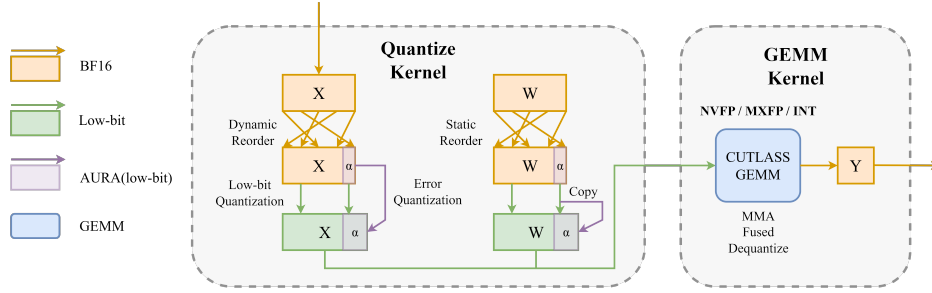 BF16
Low-bit
AURA(low-bit)
GEMM
Quantize
Kernel
X
W
Dynamic
Reorder
Static
Reorder
X
α
W
α
Low-bit
Quantization
Error
Quantization
Copy
X
α
W
α
GEMM
Kernel
NVFP / MXFP / INT
CUTLASS
GEMM
Y
MMA
Fused
Dequantize